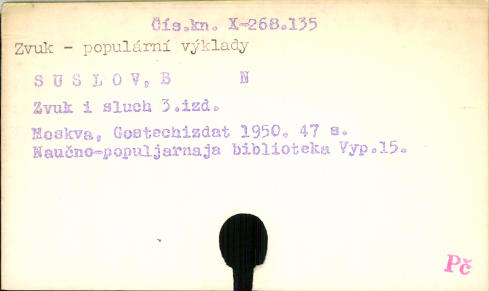 Čís.kn. X-268.135
Zvuk - populární výklady
SUSLOV, B N
Zvuk i sluch 3.izd.
Moskva, Gostechizdat 1950. 47 s.
Naučno-populjarnaja biblioteka Vyp.15.
Pč